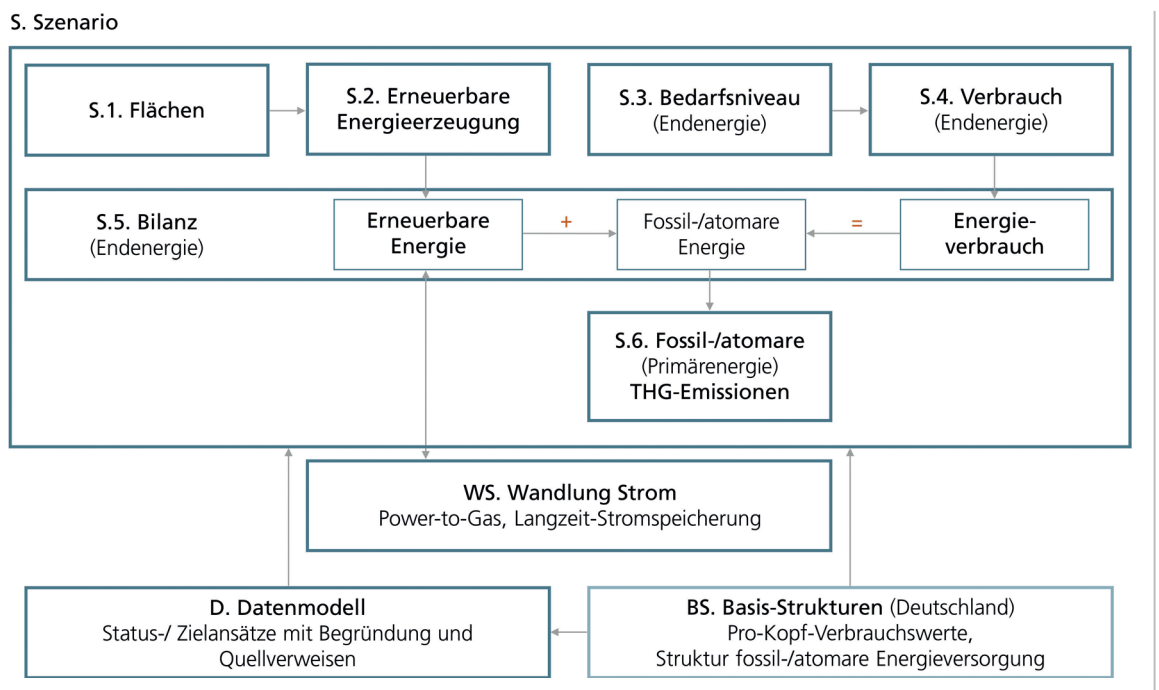 S. Szenario
S.1. Flächen
S.2. Erneuerbare
Energieerzeugung
S.3. Bedarfsniveau
(Endenergie)
S.4. Verbrauch
(Endenergie)
S.5. Bilanz
(Endenergie)
Erneuerbare
Energie
+
Fossil-/atomare
Energie
=
Energie-
verbrauch
S.6. Fossil-/atomare
(Primärenergie)
THG-Emissionen
WS. Wandlung Strom
Power-to-Gas, Langzeit-Stromspeicherung
D. Datenmodell
Status-/ Zielansätze mit Begründung und
Quellverweisen
BS. Basis-Strukturen (Deutschland)
Pro-Kopf-Verbrauchswerte,
Struktur fossil-/atomare Energieversorgung